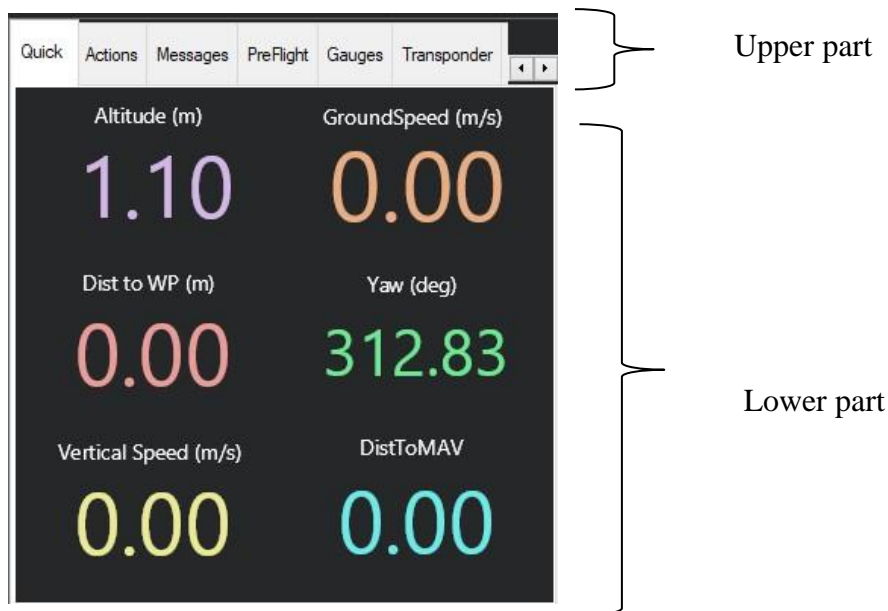 Quick Actions Messages PreFlight Gauges Transponder
Upper part
Altitude (m) GroundSpeed (m/s)
1.10 0.00
Dist to WP (m) Yaw (deg)
0.00 312.83
Lower part
Vertical Speed (m/s) DistToMAV
0.00 0.00